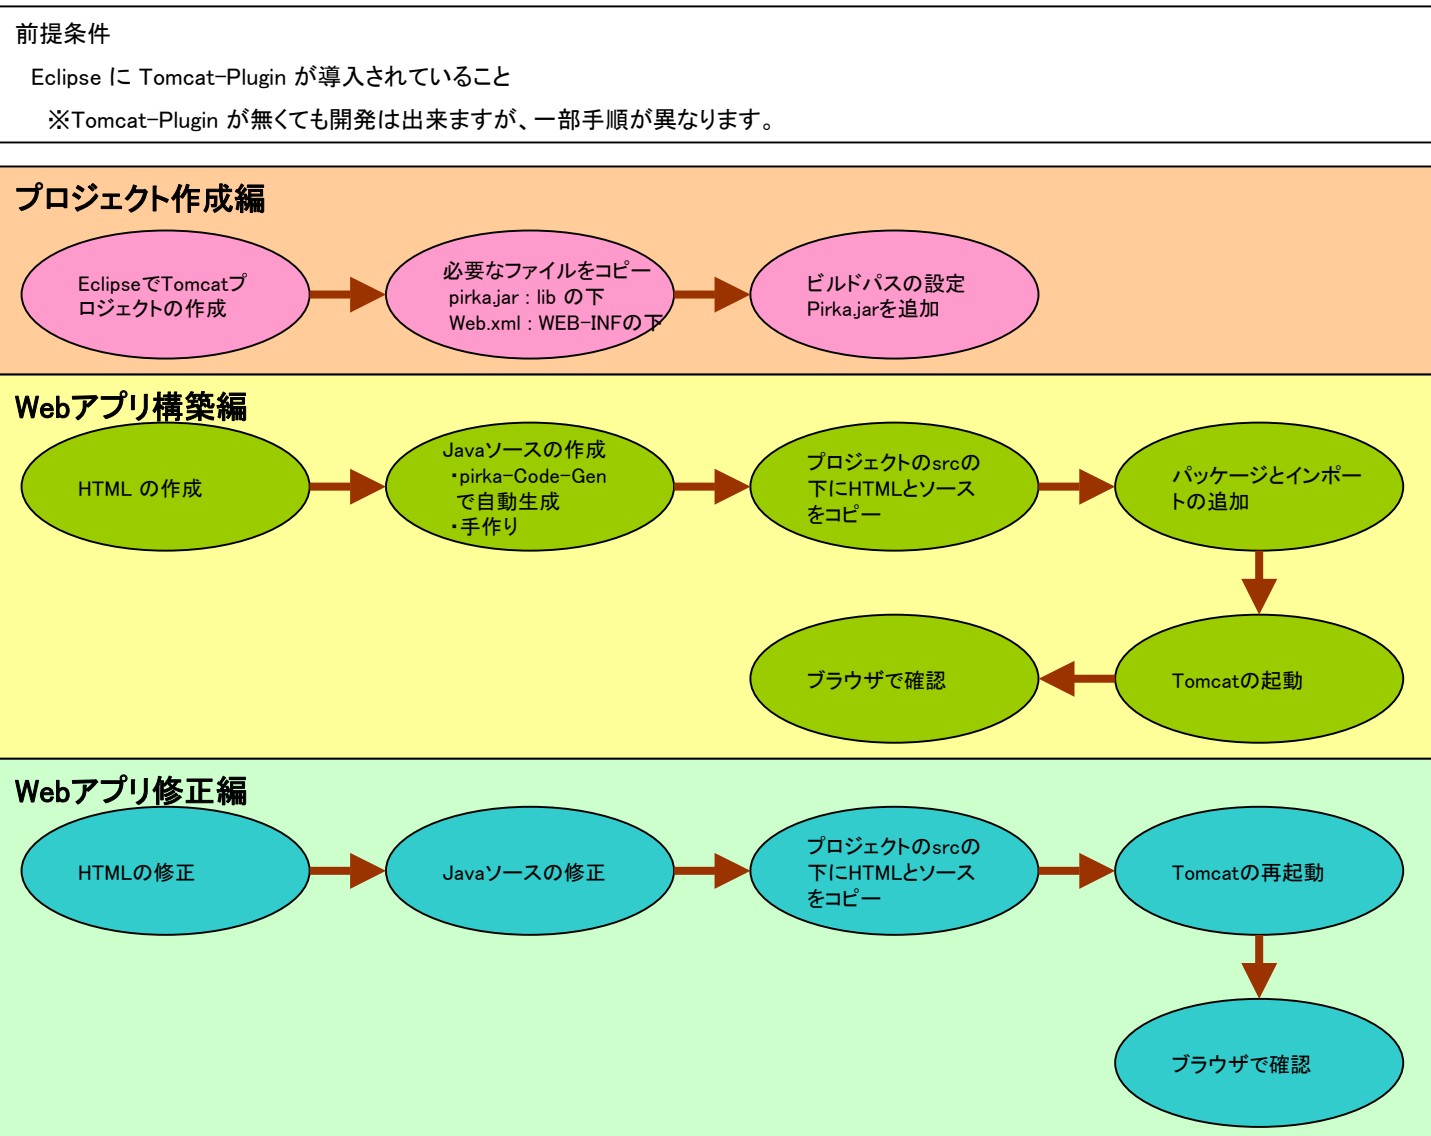 前提条件
Eclipse に Tomcat-Plugin が導入されていること
※Tomcat-Plugin が無くても開発は出来ますが、一部手順が異なります。
プロジェクト作成編
EclipseでTomcatプ
ロジェクトの作成
必要なファイルをコピー
pirka.jar : lib の下
Web.xml : WEB-INFの下
ビルドパスの設定
Pirka.jarを追加
Webアプリ構築編
HTML の作成
Javaソースの作成
・pirka-Code-Gen
で自動生成
・手作り
プロジェクトのsrcの
下にHTMLとソース
をコピー
パッケージとインポー
トの追加
Tomcatの起動
ブラウザで確認
Webアプリ修正編
HTMLの修正
Javaソースの修正
プロジェクトのsrcの
下にHTMLとソース
をコピー
Tomcatの再起動
ブラウザで確認